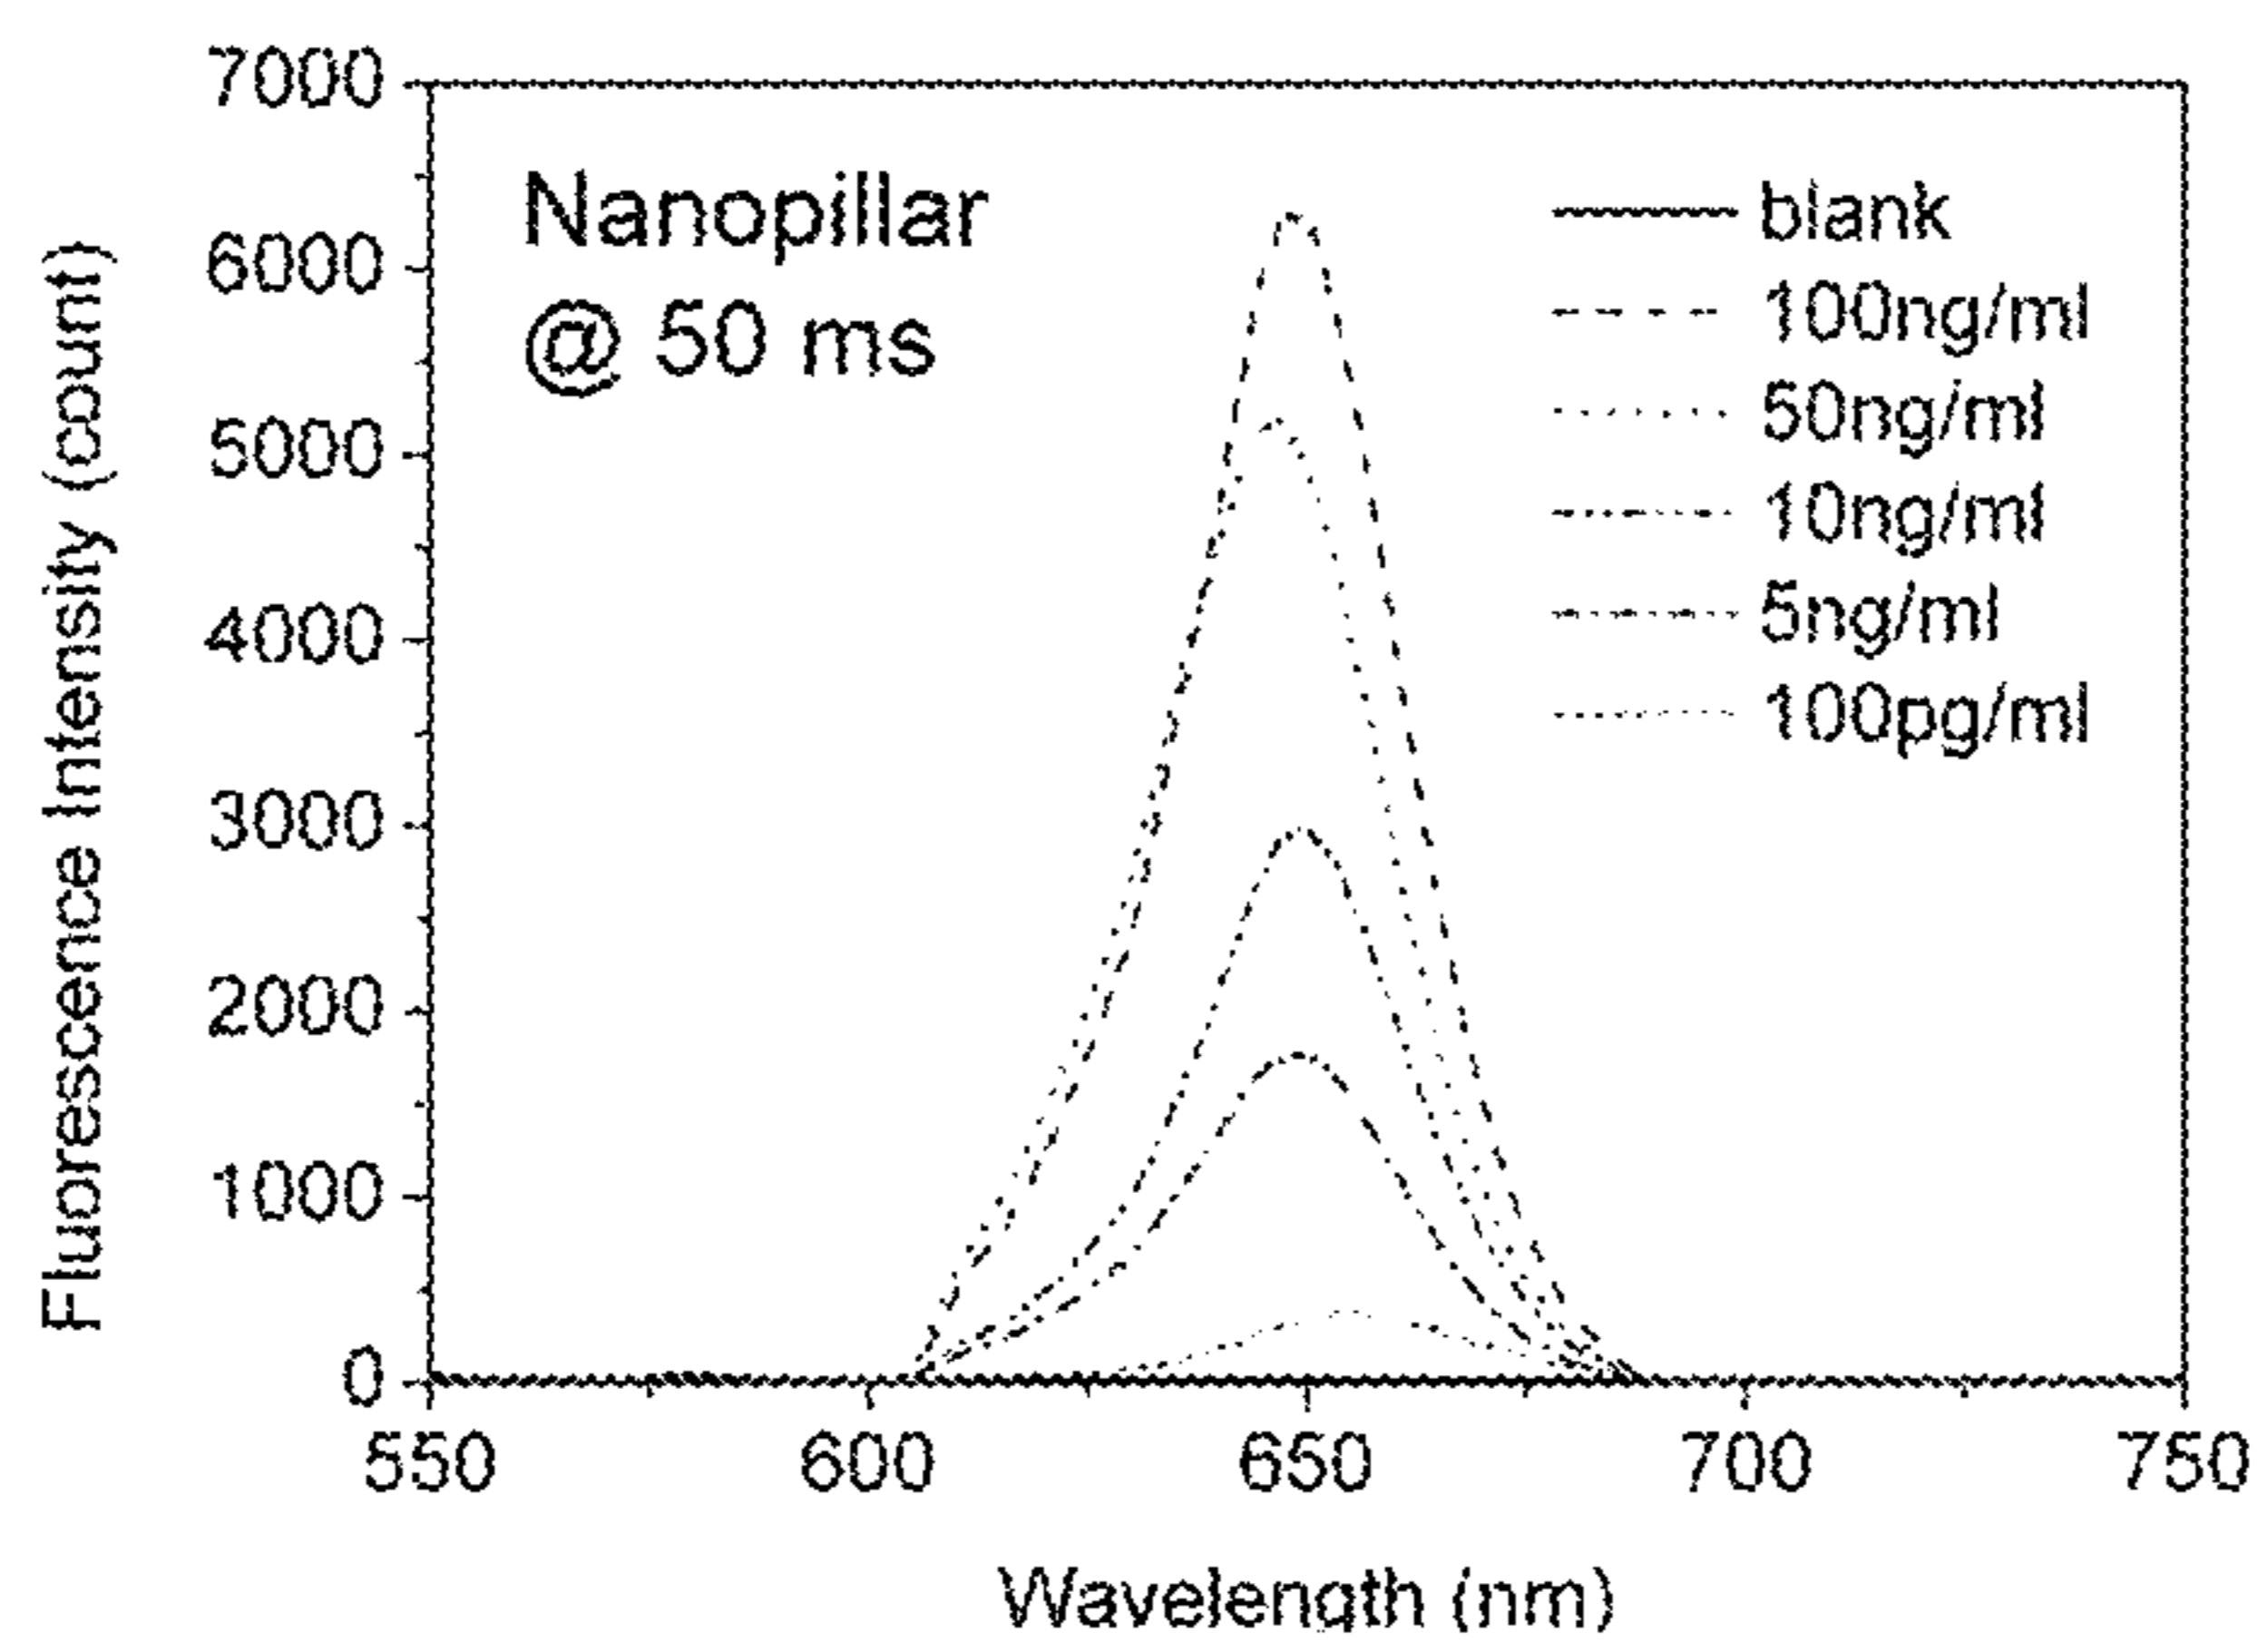 7000
6000
5000
4000
3000
2000
1000
0
Fluorescence Intensity (count)
Nanopillar
@ 50 ms
blank
100ng/ml
50ng/ml
10ng/ml
5ng/ml
100pg/ml
550 600 650 700 750
Wavelength (nm)